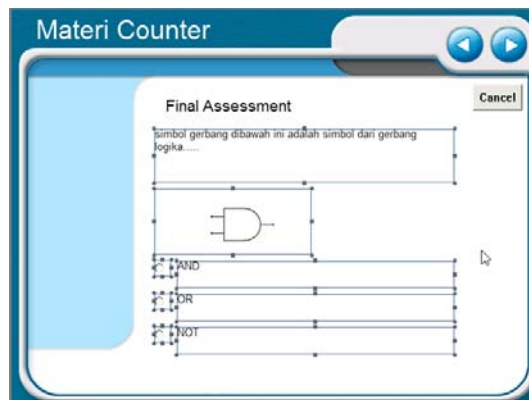 Materi Counter
Cancel
Final Assessment
simbol gerbang dibawah ini adalah simbol dari gerbang
logika.....
AND
OR
NOT